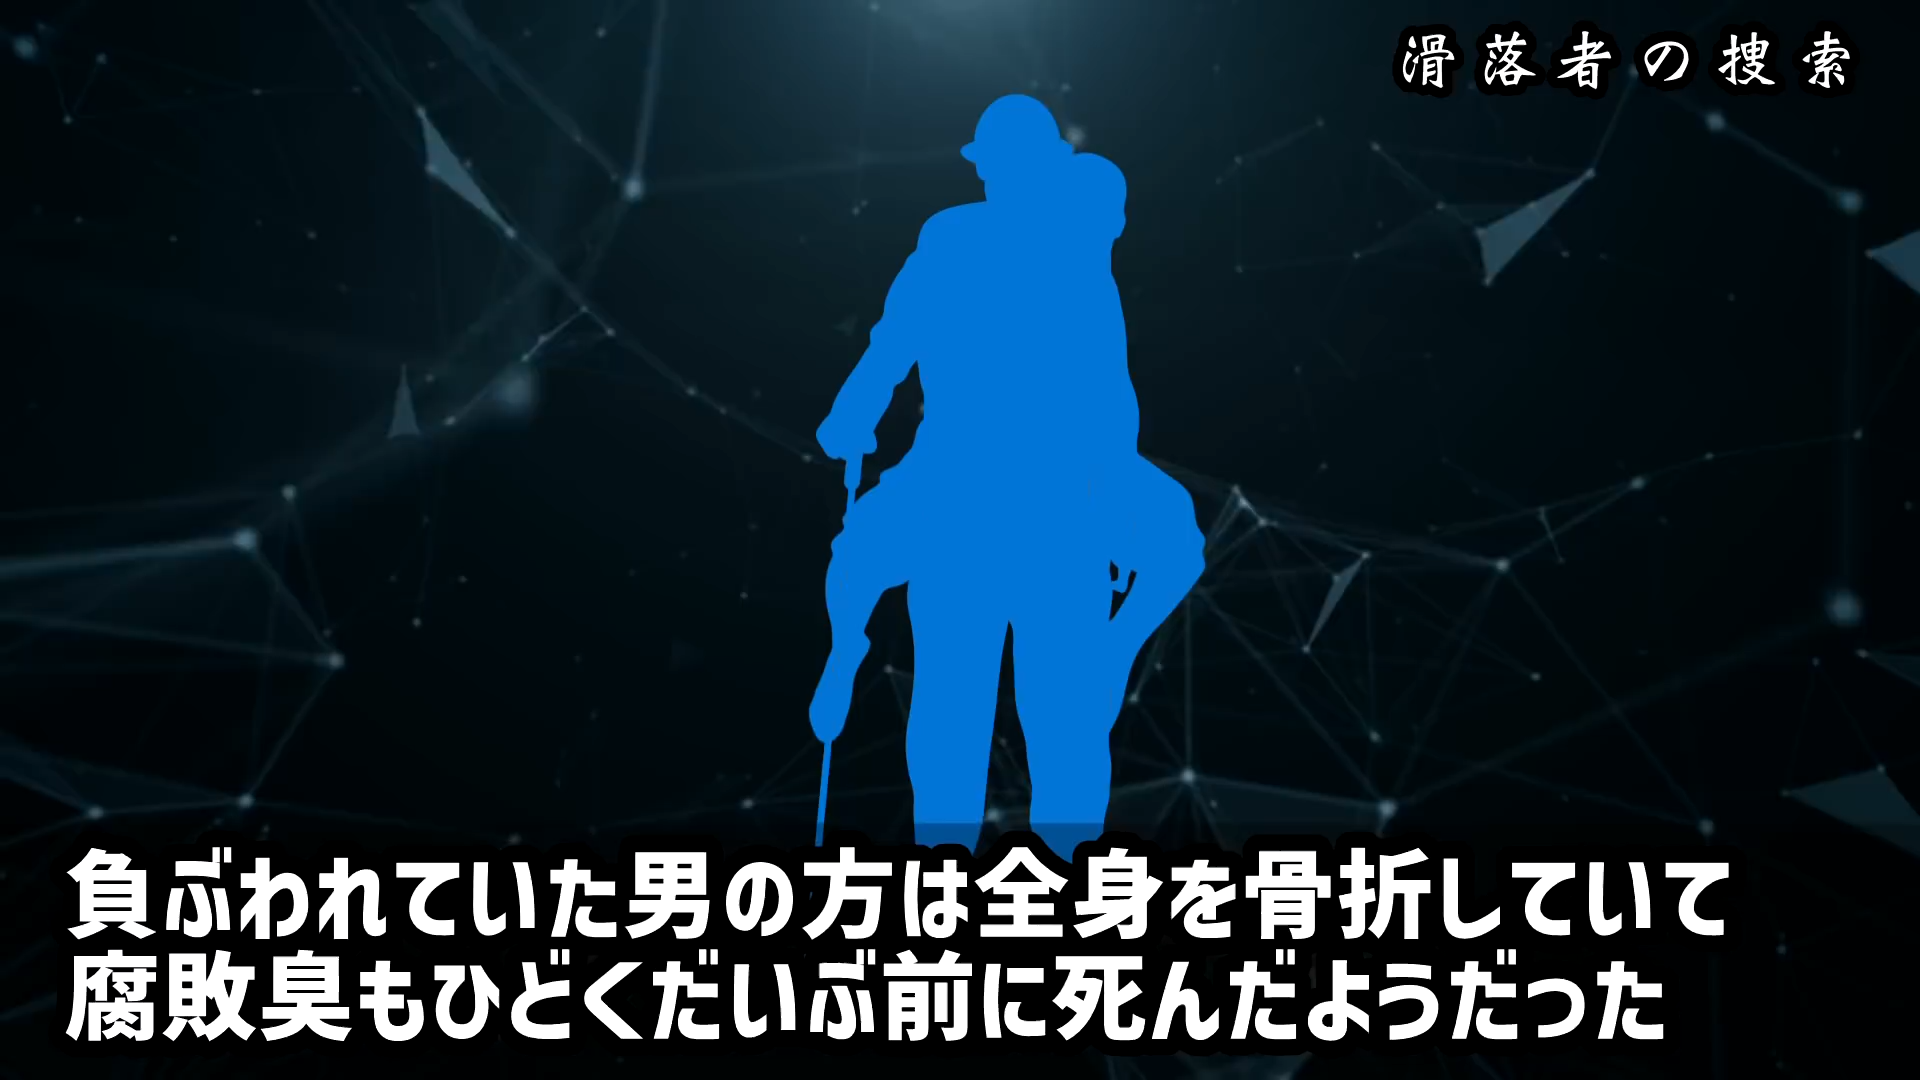 滑落者の捜索
負ぶわれていた男の方は全身を骨折していて
腐敗臭もひどくだいぶ前に死んだようだった